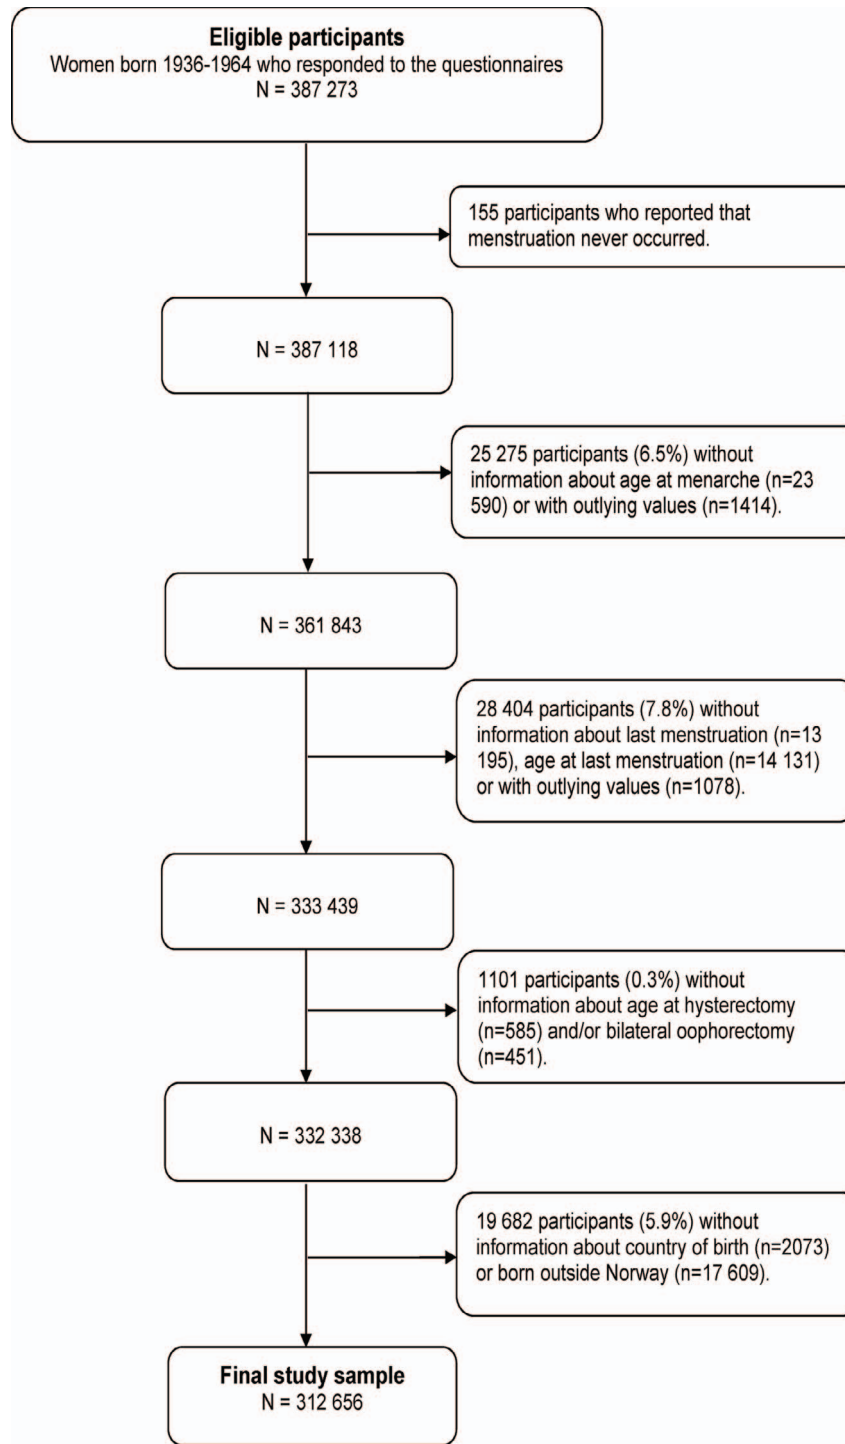 Eligible participants
Women born 1936-1964 who responded to the questionnaires
N = 387 273
155 participants who reported that
menstruation never occurred.
N = 387 118
25 275 participants (6.5%) without
information about age at menarche (n=23
590) or with outlying values (n=1414).
N = 361 843
28 404 participants (7.8%) without
information about last menstruation (n=13
195), age at last menstruation (n=14 131)
or with outlying values (n=1078).
N = 333 439
1101 participants (0.3%) without
information about age at hysterectomy
(n=585) and/or bilateral oophorectomy
(n=451).
N = 332 338
19 682 participants (5.9%) without
information about country of birth (n=2073)
or born outside Norway (n=17 609).
Final study sample
N = 312 656